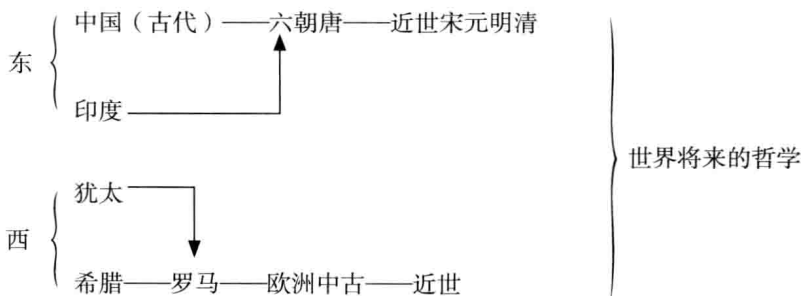 中国（古代）——六朝唐——近世宋元明清
东
印度
世界将来的哲学
犹太
西
希腊——罗马——欧洲中古——近世